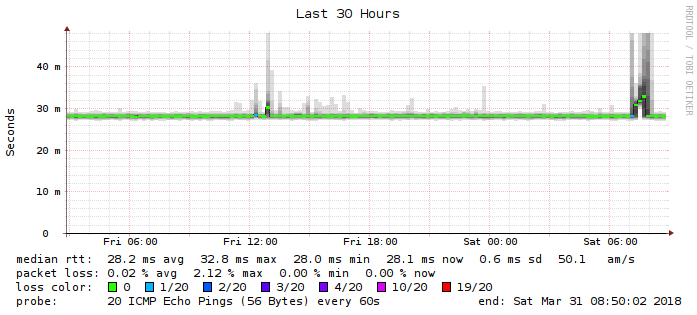 Last 30 Hours
RRDTOOL / TOBI OETIKER
Seconds
40 m
30 m
20 m
10 m
0
Fri 06:00 Fri 12:00 Fri 18:00 Sat 00:00 Sat 06:00
median rtt: 28.2 ms avg 32.8 ms max 28.0 ms min 28.1 ms now 0.6 ms sd 50.1 am/s
packet loss: 0.02 % avg 2.12 % max 0.00 % min 0.00 % now
loss color: 0 1/20 2/20 3/20 4/20 10/20 19/20
probe: 20 ICMP Echo Pings (56 Bytes) every 60s end: Sat Mar 31 08:50:02 2018